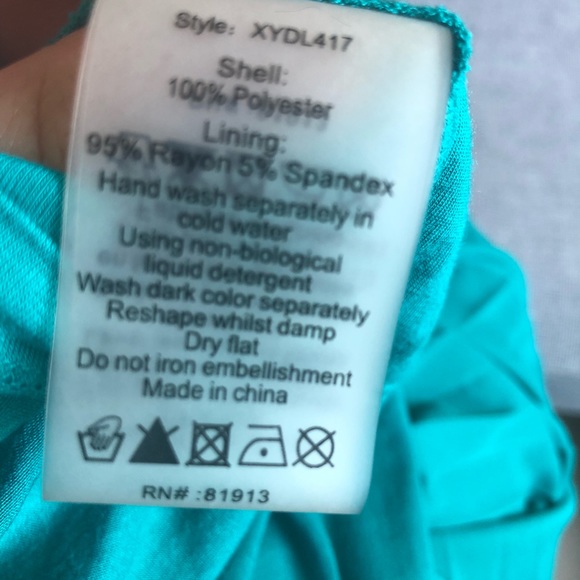 Style: XYDL417
Shell:
100% Polyester
Lining:
95% Rayon 5% Spandex
Hand wash separately in
cold water
Using non-biological
liquid detergent
Wash dark color separately
Reshape whilst damp
Dry flat
Do not iron embellishment
Made in china
RN# :81913